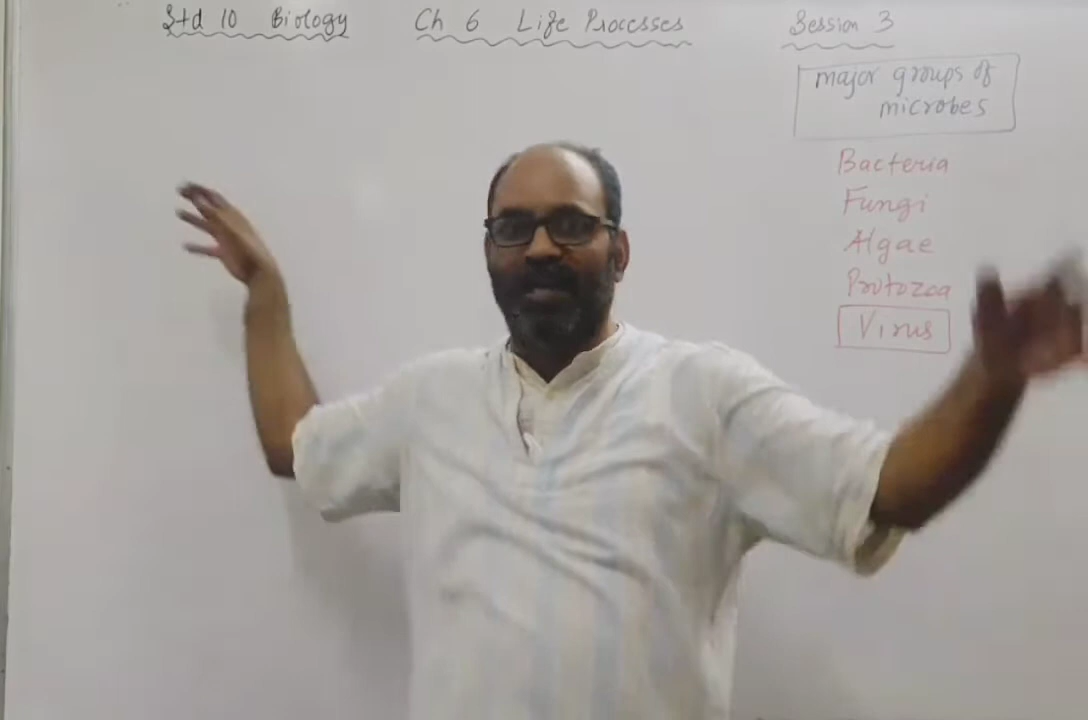 Std 10 Biology Ch 6 Life Processes Session 3
major groups of
microbes
Bacteria
Fungi
Algae
Protozoa
Virus